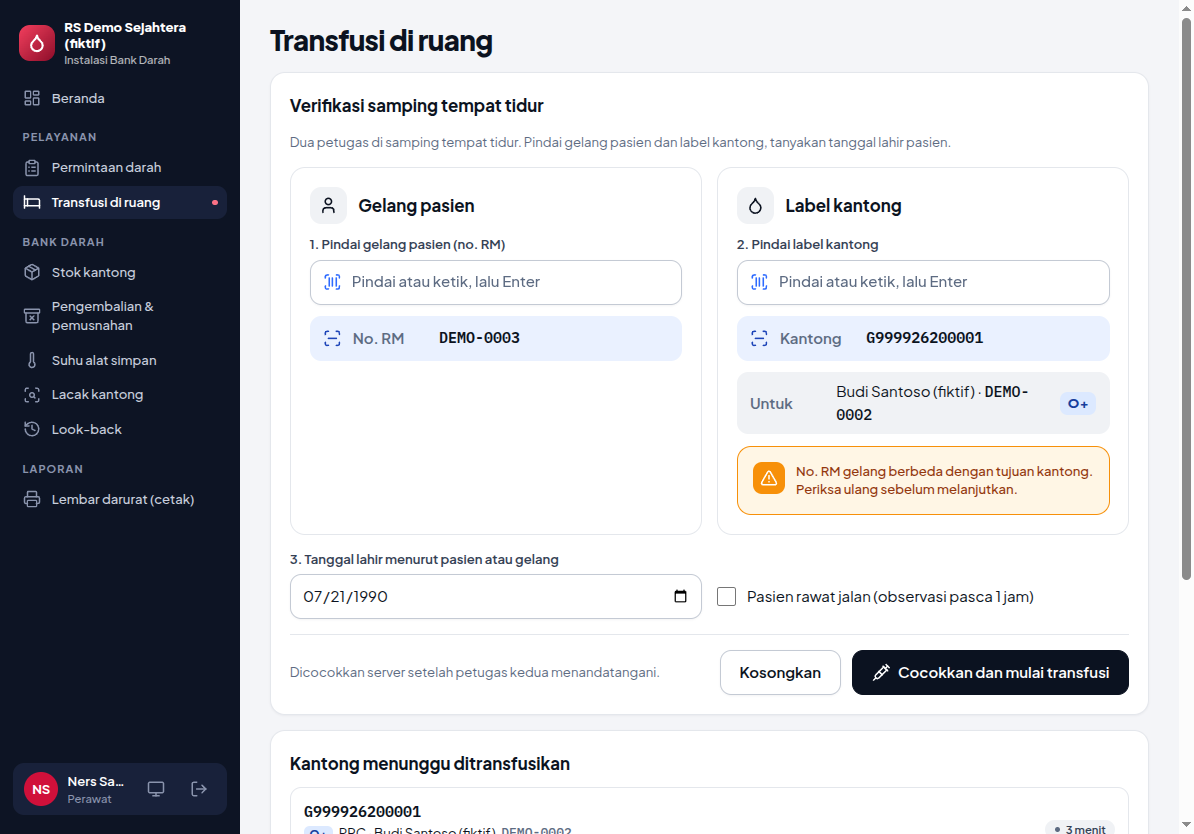 RS Demo Sejahtera
(fiktif)
Instalasi Bank Darah
Beranda
PELAYANAN
Permintaan darah
Transfusi di ruang
BANK DARAH
Stok kantong
Pengembalian &
pemusnahan
Suhu alat simpan
Lacak kantong
Look-back
LAPORAN
Lembar darurat (cetak)
NS
Ners Sa...
Perawat
Transfusi di ruang
Verifikasi samping tempat tidur
Dua petugas di samping tempat tidur. Pindai gelang pasien dan label kantong, tanyakan tanggal lahir pasien.
Gelang pasien
1. Pindai gelang pasien (no. RM)
Pindai atau ketik, lalu Enter
No. RM DEMO-0003
Label kantong
2. Pindai label kantong
Pindai atau ketik, lalu Enter
Kantong G999926200001
Untuk
Budi Santoso (fiktif) · DEMO-
0002
O+
No. RM gelang berbeda dengan tujuan kantong.
Periksa ulang sebelum melanjutkan.
3. Tanggal lahir menurut pasien atau gelang
07/21/1990
Pasien rawat jalan (observasi pasca 1 jam)
Dicocokkan server setelah petugas kedua menandatangani.
Kosongkan
Cocokkan dan mulai transfusi
Kantong menunggu ditransfusikan
G999926200001
O+ PRC · Budi Santoso (fiktif) · DEMO-0002
3 menit